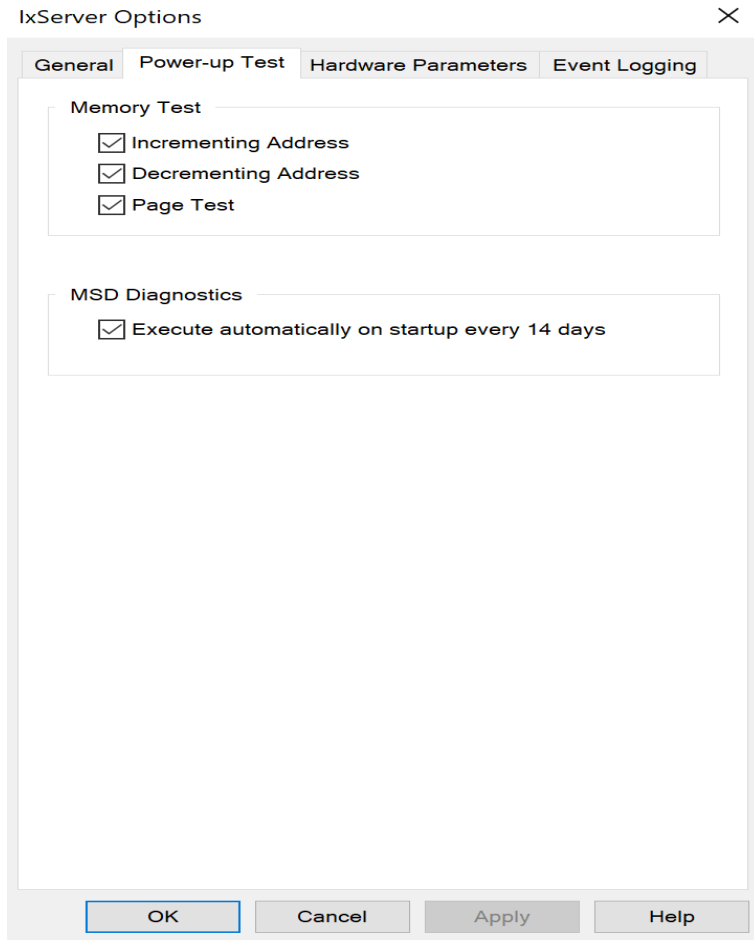 IxServer Options
General Power-up Test Hardware Parameters Event Logging
Memory Test
Incrementing Address
Decrementing Address
Page Test
MSD Diagnostics
Execute automatically on startup every 14 days
OK Cancel Apply Help